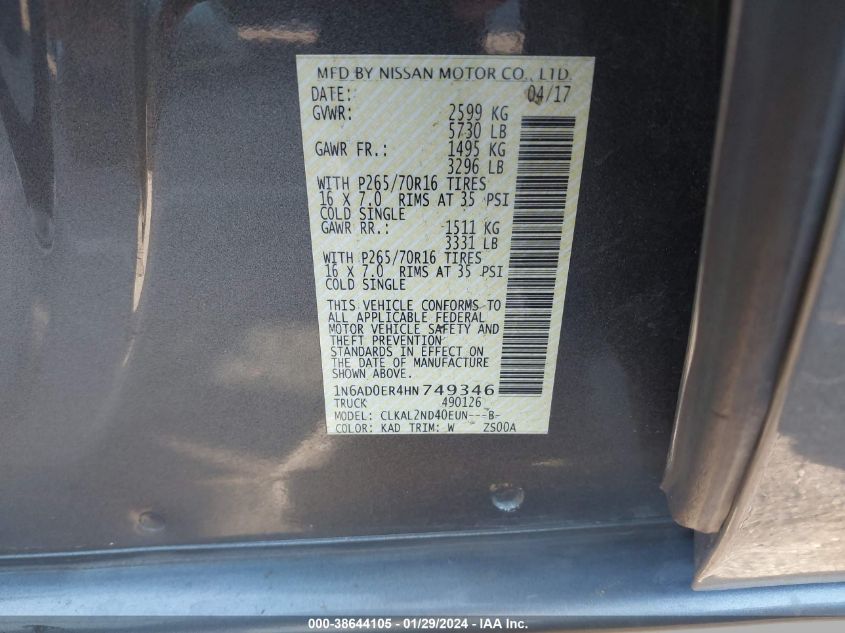 MFD BY NISSAN MOTOR CO., LTD.
DATE: 04/17
GVWR: 2599 KG
5730 LB
GAWR FR.: 1495 KG
3296 LB
WITH P265/70R16 TIRES
16 X 7.0 RIMS AT 35 PSI
COLD SINGLE
GAWR RR.: 1511 KG
3331 LB
WITH P265/70R16 TIRES
16 X 7.0 RIMS AT 35 PSI
COLD SINGLE
THIS VEHICLE CONFORMS TO
ALL APPLICABLE FEDERAL
MOTOR VEHICLE SAFETY AND
THEFT PREVENTION
STANDARDS IN EFFECT ON
THE DATE OF MANUFACTURE
SHOWN ABOVE.
1N6AD0ER4HN749346
TRUCK 490126
MODEL: CLKAL2ND40EUN---B-
COLOR: KAD TRIM: W ZS00A
000-38644105 - 01/29/2024 - IAAI.COM